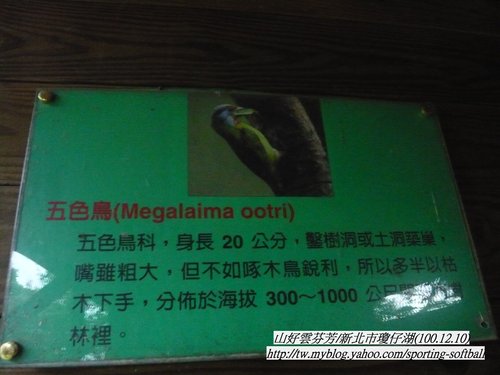 五色鳥(Megalaima ootri)
五色鳥科，身長 20 公分，鑿樹洞或土洞築巢，
嘴雖粗大，但不如啄木鳥銳利，所以多半以枯
木下手，分佈於海拔 300～1000 公尺
林裡。
山好雲芬芳/新北市瓊仔湖(100.12.10)
http://tw.myblog.yahoo.com/sporting-softball